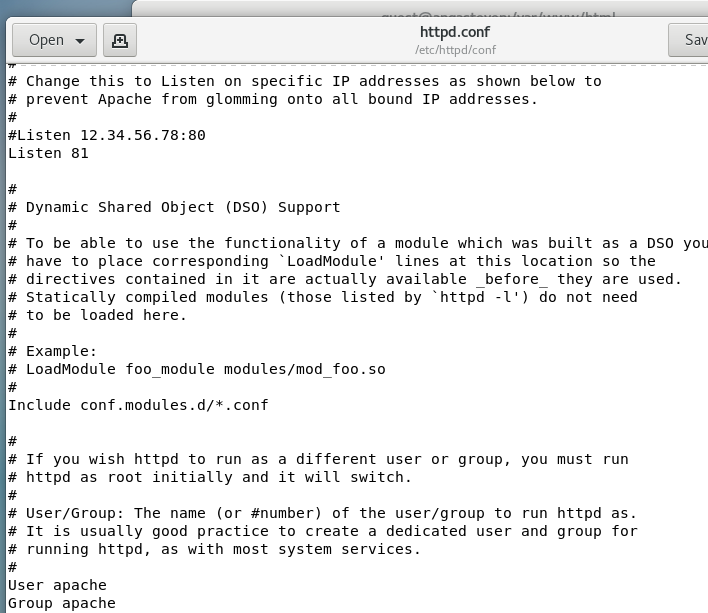 Open
httpd.conf
/etc/httpd/conf
Sav
# Change this to Listen on specific IP addresses as shown below to
# prevent Apache from glomming onto all bound IP addresses.
#
#Listen 12.34.56.78:80
Listen 81
#
# Dynamic Shared Object (DSO) Support
#
# To be able to use the functionality of a module which was built as a DSO you
# have to place corresponding `LoadModule' lines at this location so the
# directives contained in it are actually available _before_ they are used.
# Statically compiled modules (those listed by `httpd -l') do not need
# to be loaded here.
#
# Example:
# LoadModule foo_module modules/mod_foo.so
#
Include conf.modules.d/*.conf
#
# If you wish httpd to run as a different user or group, you must run
# httpd as root initially and it will switch.
#
# User/Group: The name (or #number) of the user/group to run httpd as.
# It is usually good practice to create a dedicated user and group for
# running httpd, as with most system services.
#
User apache
Group apache